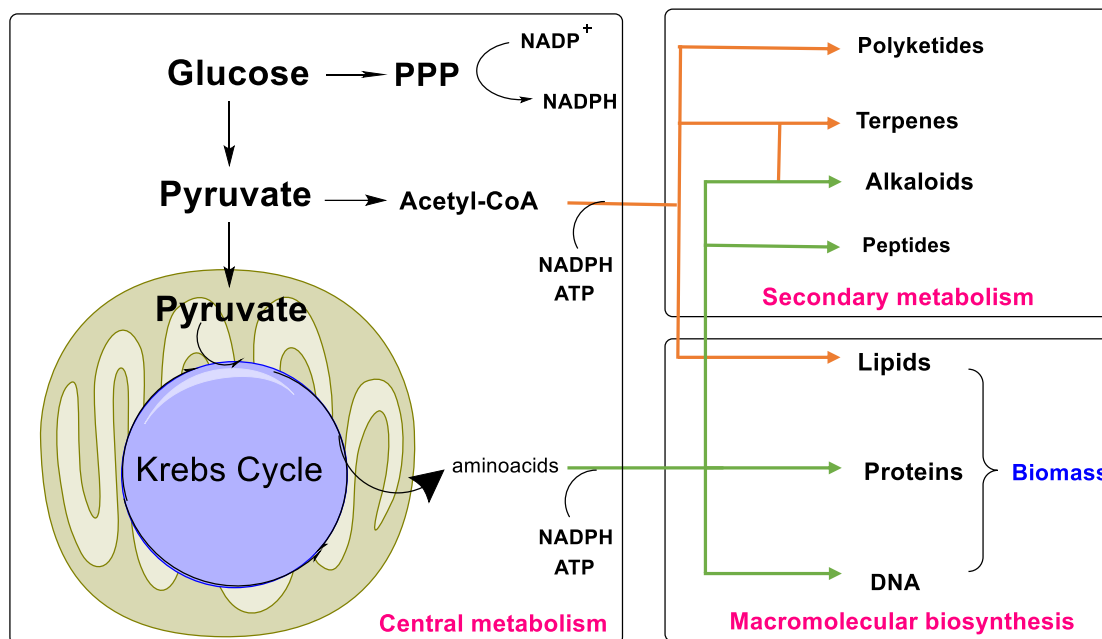 NADP+
Glucose PPP
NADPH
Pyruvate Acetyl-CoA
NADPH
ATP
Pyruvate
Krebs Cycle
aminoacids
NADPH
ATP
Central metabolism
Polyketides
Terpenes
Alkaloids
Peptides
Secondary metabolism
Lipids
Proteins
Biomass
DNA
Macromolecular biosynthesis